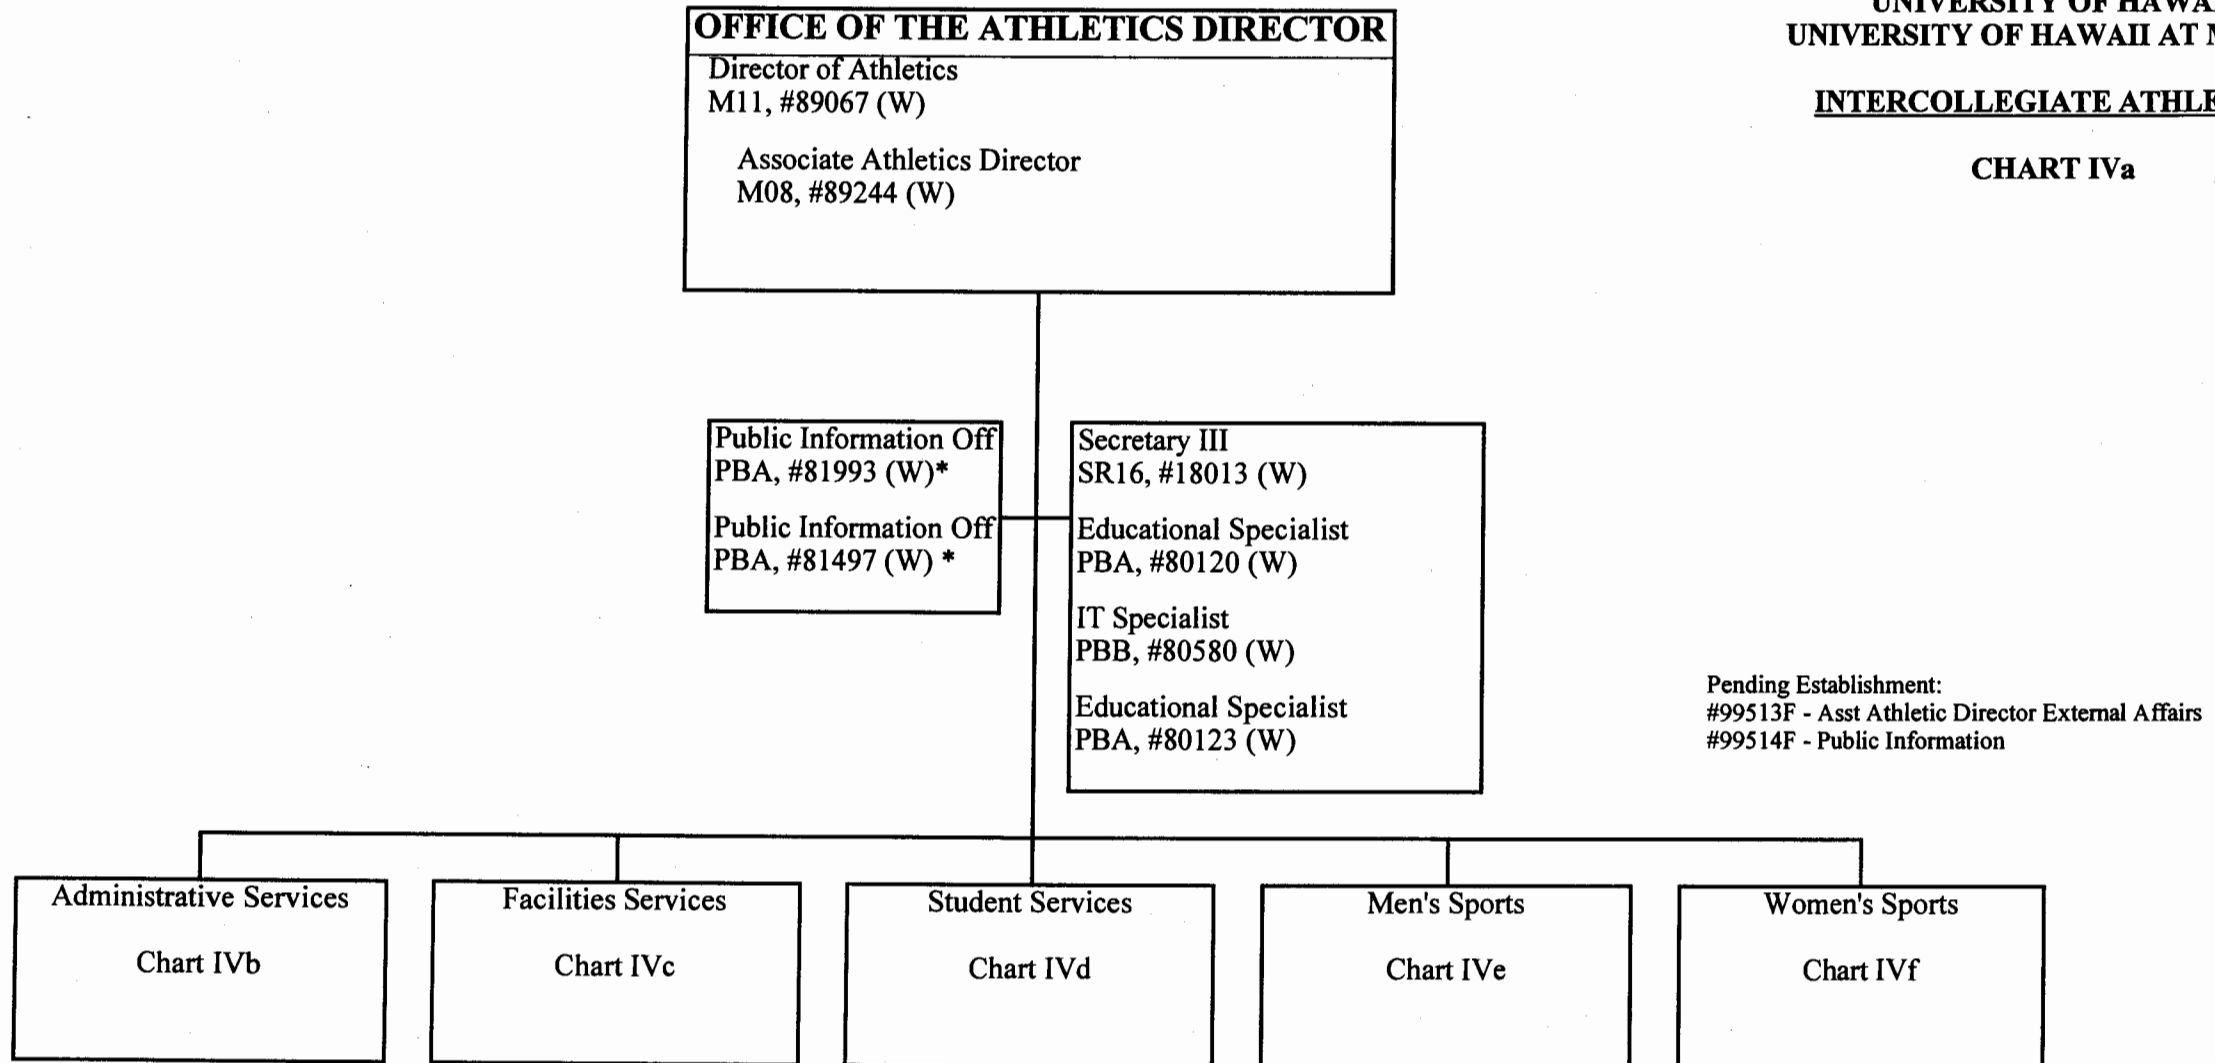 OFFICE OF THE ATHLETICS DIRECTOR
Director of Athletics
M11, #89067 (W)
Associate Athletics Director
M08, #89244 (W)
UNIVERSITY OF
UNIVERSITY OF HAWAII AT
INTERCOLLEGIATE
CHART IVa
Public Information Off
PBA, #81993 (W)*
Public Information Off
PBA, #81497 (W) *
Secretary III
SR16, #18013 (W)
Educational Specialist
PBA, #80120 (W)
IT Specialist
PBB, #80580 (W)
Educational Specialist
PBA, #80123 (W)
Pending Establishment:
#99513F - Asst Athletic Director External Affairs
#99514F - Public Information
Administrative Services
Chart IVb
Facilities Services
Chart IVc
Student Services
Chart IVd
Men's Sports
Chart IVe
Women's Sports
Chart IVf